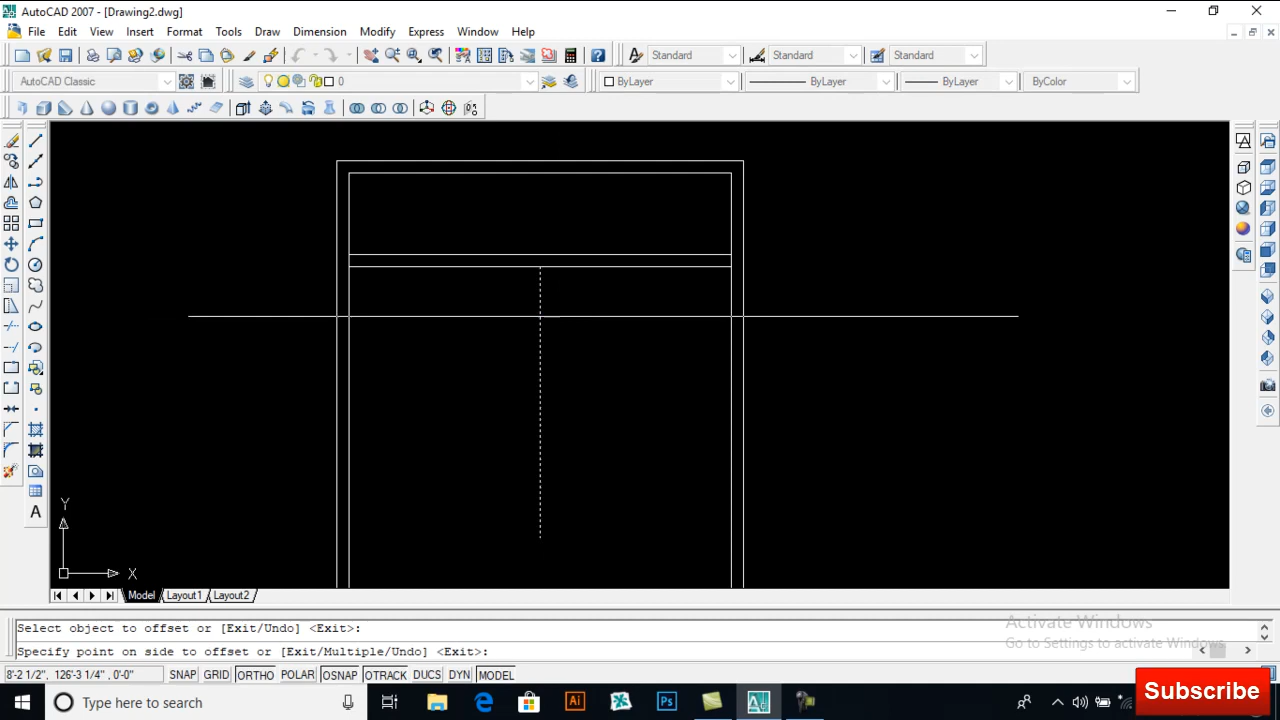 AutoCAD 2007 - [Drawing2.dwg]
File Edit View Insert Format Tools Draw Dimension Modify Express Window Help
Standard Standard Standard
AutoCAD Classic 0 ByLayer ByLayer ByLayer ByColor
Y
X
A
Model Layout1 Layout2
Select object to offset or [Exit/Undo] <Exit>:
Specify point on side to offset or [Exit/Multiple/Undo] <Exit>:
Activate Windows
Go to Settings to activate Windows.
8'-2 1/2", 126'-3 1/4", 0'-0" SNAP GRID ORTHO POLAR OSNAP OTRACK DUCS DYN MODEL
Subscribe
Type here to search
Ai
Ps